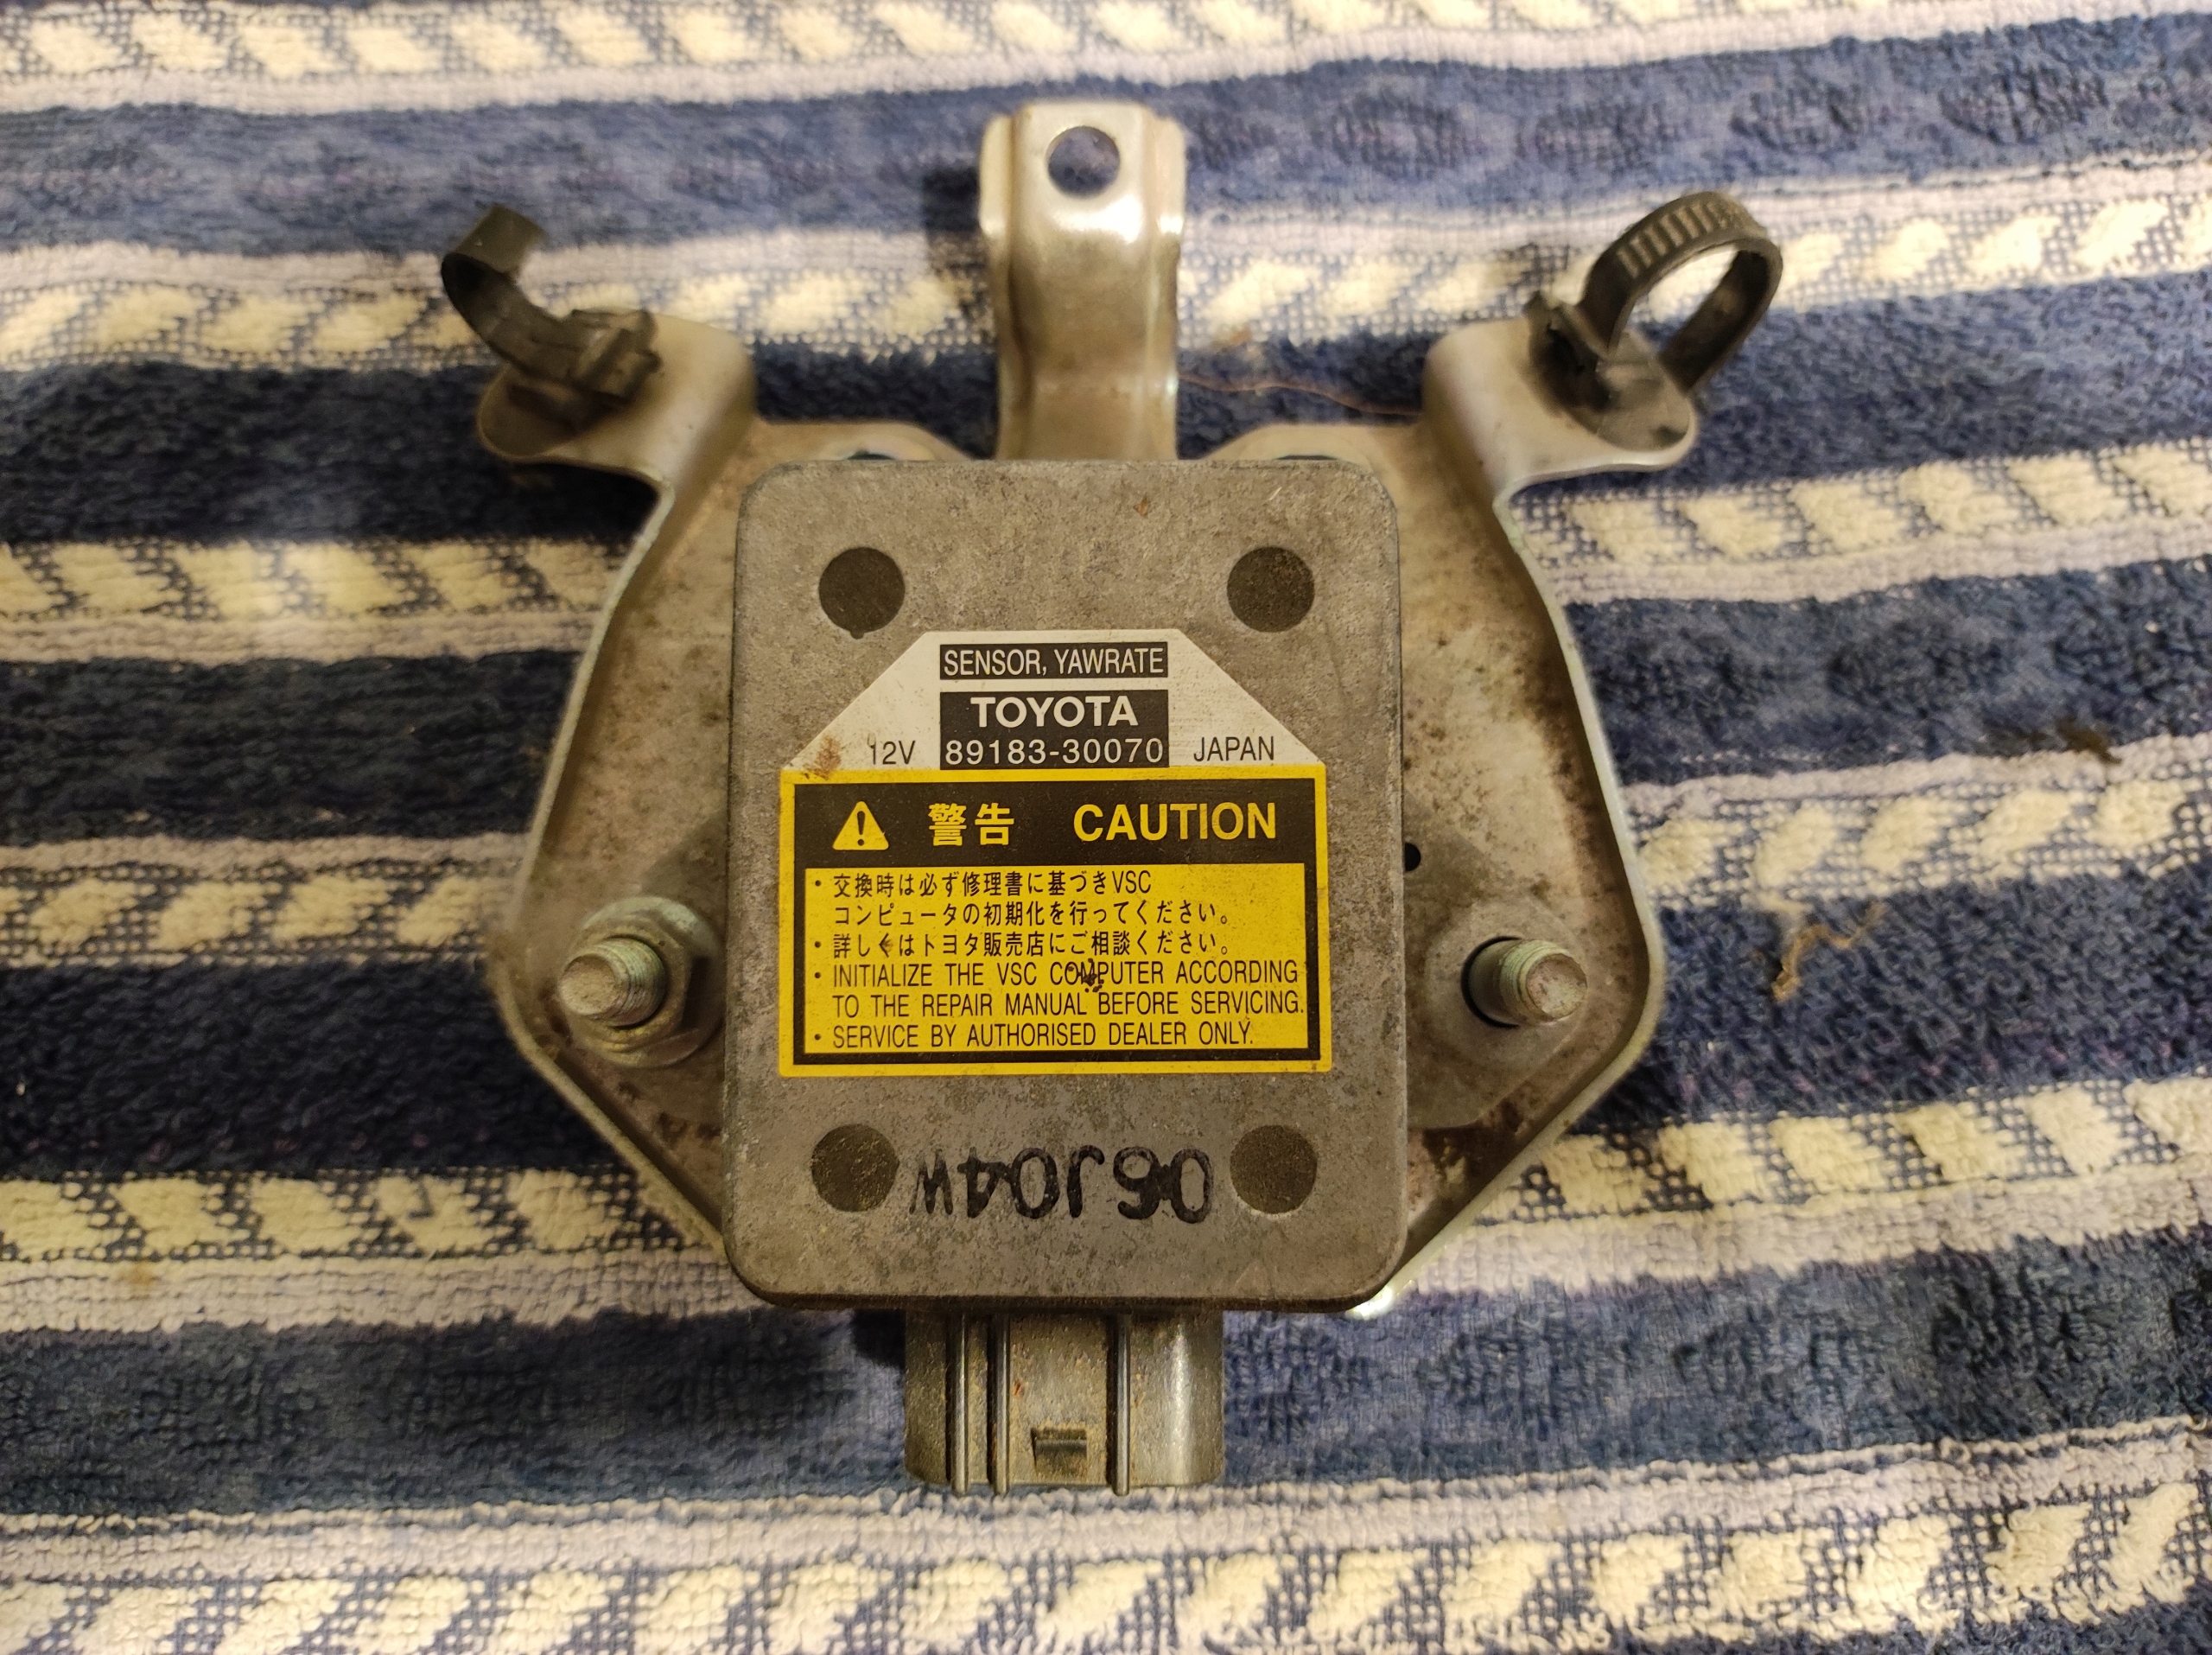 SENSOR, YAWRATE
TOYOTA
12V 89183-30070 JAPAN
警告 CAUTION
・交換時は必ず修理書に基づきVSC
コンピュータの初期化を行ってください。
・詳しくはトヨタ販売店にご相談ください。
・INITIALIZE THE VSC COMPUTER ACCORDING
TO THE REPAIR MANUAL BEFORE SERVICING.
・SERVICE BY AUTHORISED DEALER ONLY.
06J04W